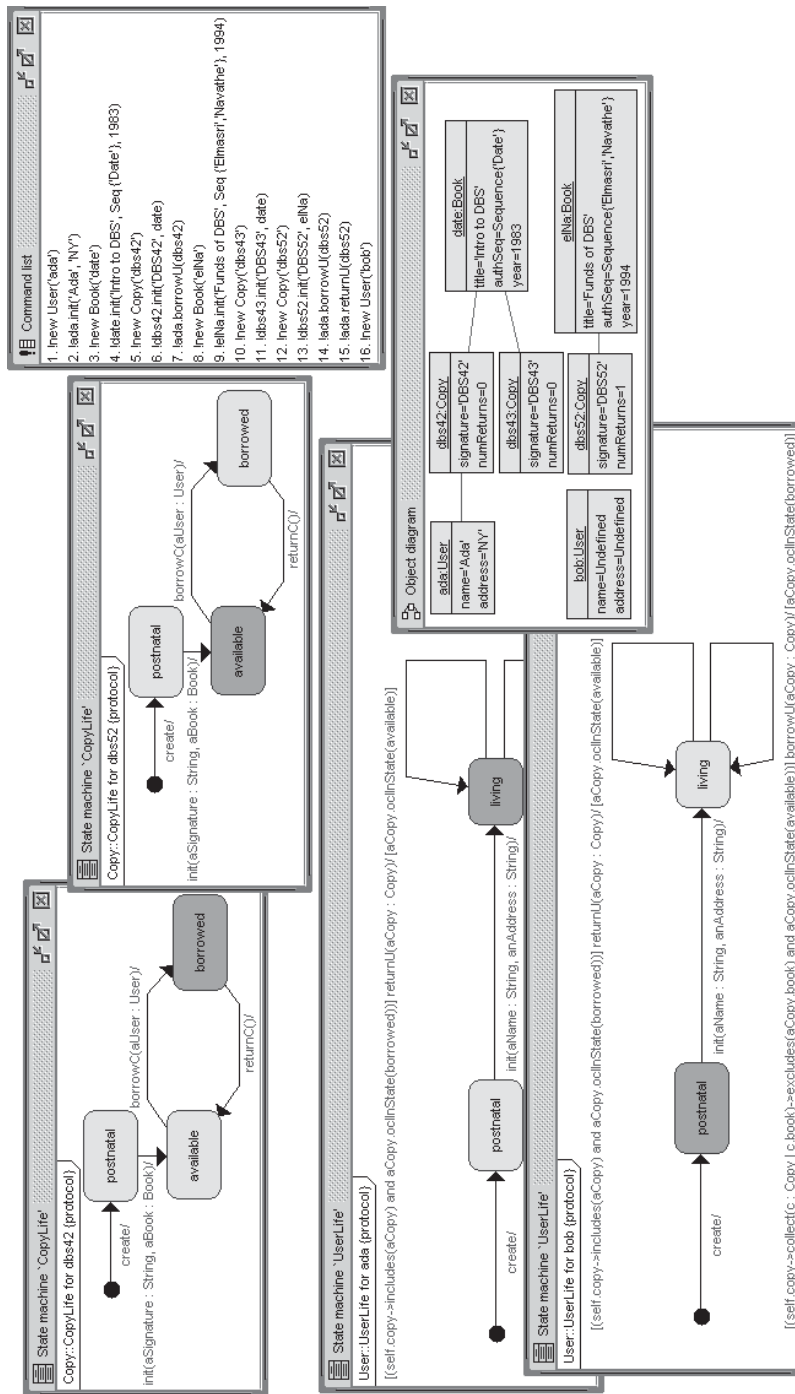 State machine 'CopyLife'
Copy::CopyLife for dbs42 {protocol}
create/
postnatal
init(aSignature : String, aBook : Book)/
borrowC(aUser : User)/
available
borrowed
returnC()/
State machine 'CopyLife'
Copy::CopyLife for dbs52 {protocol}
create/
postnatal
init(aSignature : String, aBook : Book)/
borrowC(aUser : User)/
available
borrowed
returnC()/
Command list
1. !new User('ada')
2. !ada.init('Ada', 'NY')
3. !new Book('date')
4. !date.init('Intro to DBS', Seq {'Date'}, 1983)
5. !new Copy('dbs42')
6. !dbs42.init('DBS42', date)
7. !ada.borrowU(dbs42)
8. !new Book('elNa')
9. !elNa.init('Funds of DBS', Seq {'Elmasri','Navathe'}, 1994)
10. !new Copy('dbs43')
11. !dbs43.init('DBS43', date)
12. !new Copy('dbs52')
13. !dbs52.init('DBS52', elNa)
14. !ada.borrowU(dbs52)
15. !ada.returnU(dbs52)
16. !new User('bob')
State machine 'UserLife'
User::UserLife for ada {protocol}
[(self.copy->includes(aCopy) and aCopy.oclInState(borrowed))] returnU(aCopy : Copy)/ [aCopy.oclInState(available)]
create/
postnatal
init(aName : String, anAddress : String)/
living
State machine 'UserLife'
User::UserLife for bob {protocol}
[(self.copy->includes(aCopy) and aCopy.oclInState(borrowed))] returnU(aCopy : Copy)/ [aCopy.oclInState(available)]
create/
postnatal
init(aName : String, anAddress : String)/
living
[(self.copy->collect(c : Copy | c.book)->excludes(aCopy.book) and aCopy.oclInState(available))] borrowU(aCopy : Copy)/ [aCopy.oclInState(borrowed)]
Object diagram
ada:User
name='Ada'
address='NY'
dbs42:Copy
signature='DBS42'
numReturns=0
date:Book
title='Intro to DBS'
authSeq=Sequence{'Date'}
year=1983
dbs43:Copy
signature='DBS43'
numReturns=0
bob:User
name=Undefined
address=Undefined
dbs52:Copy
signature='DBS52'
numReturns=1
elNa:Book
title='Funds of DBS'
authSeq=Sequence{'Elmasri','Navathe'}
year=1994